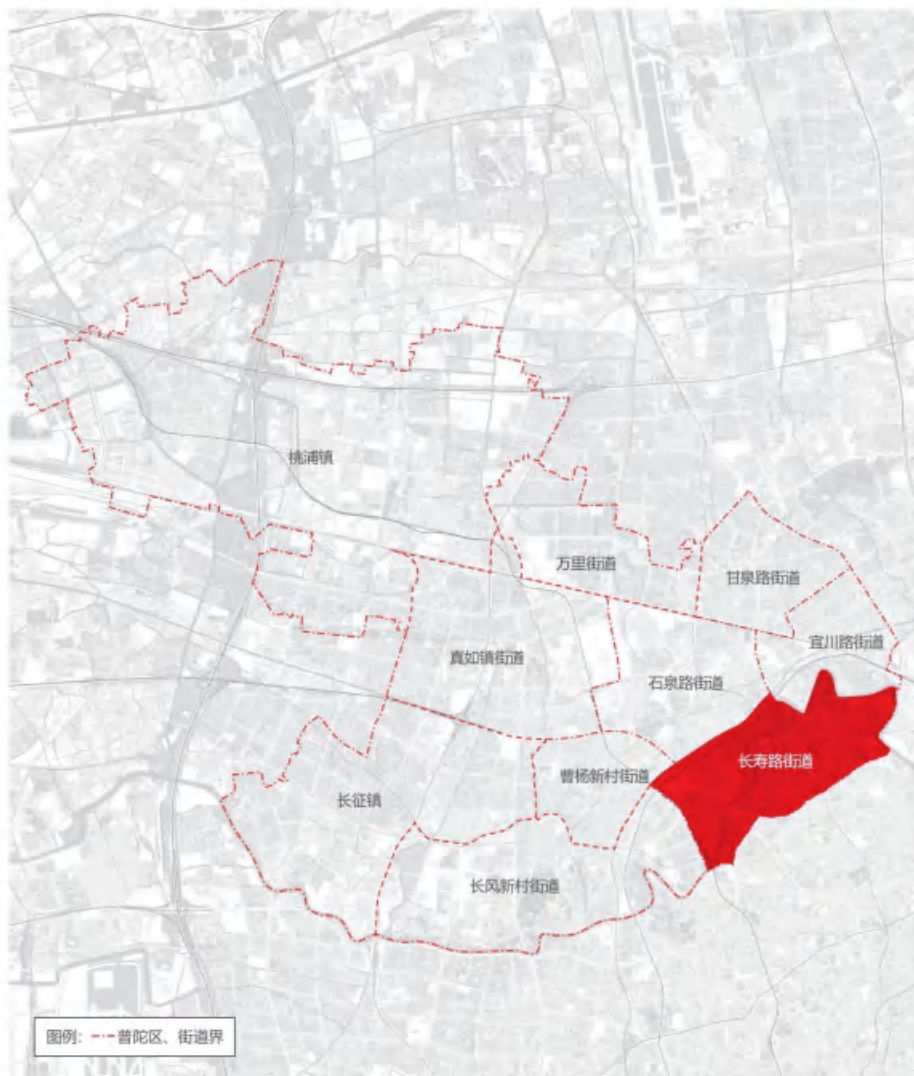 桃浦镇
万里街道
甘泉路街道
宜川路街道
真如镇街道
石泉路街道
长寿路街道
曹杨新村街道
长征镇
长风新村街道
图例： 普陀区、街道界